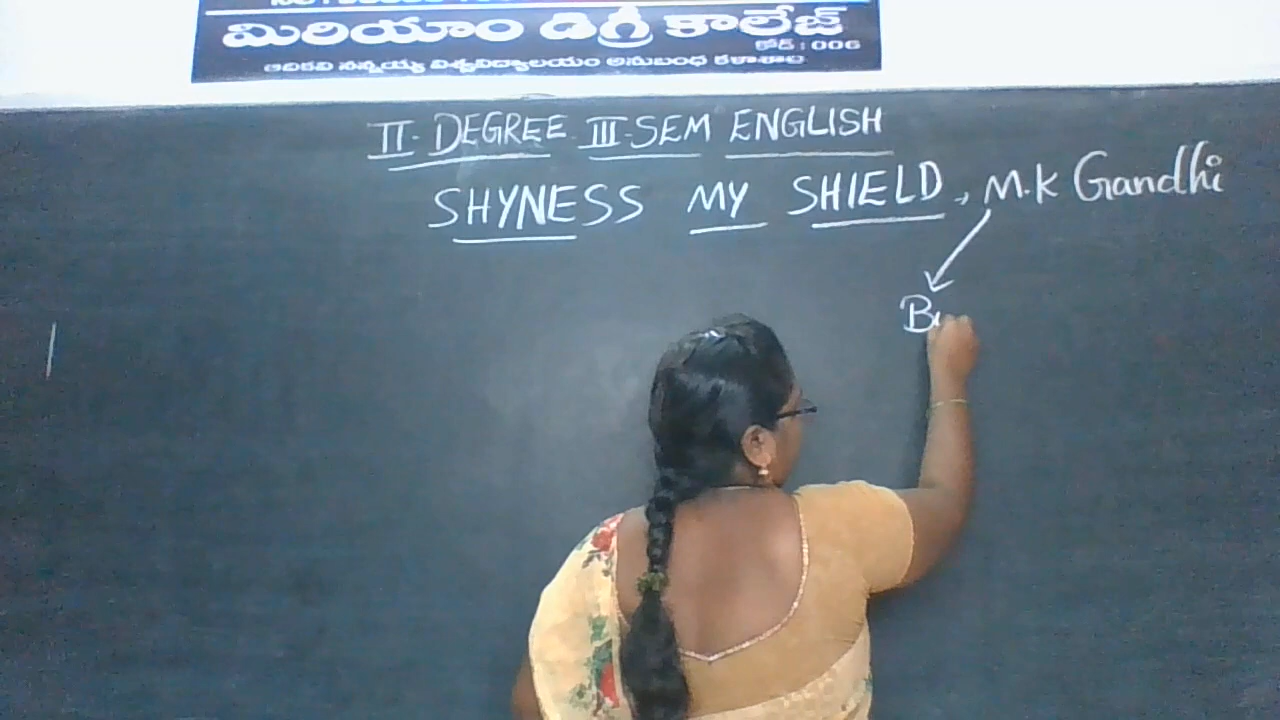 మిరియాం డిగ్రీ కాలేజ్
కోడ్ : 006
ఆదికవి నన్నయ్య విశ్వవిద్యాలయం అనుబంధ కళాశాల
II - DEGREE III - SEM ENGLISH
SHYNESS MY SHIELD, M.K Gandhi